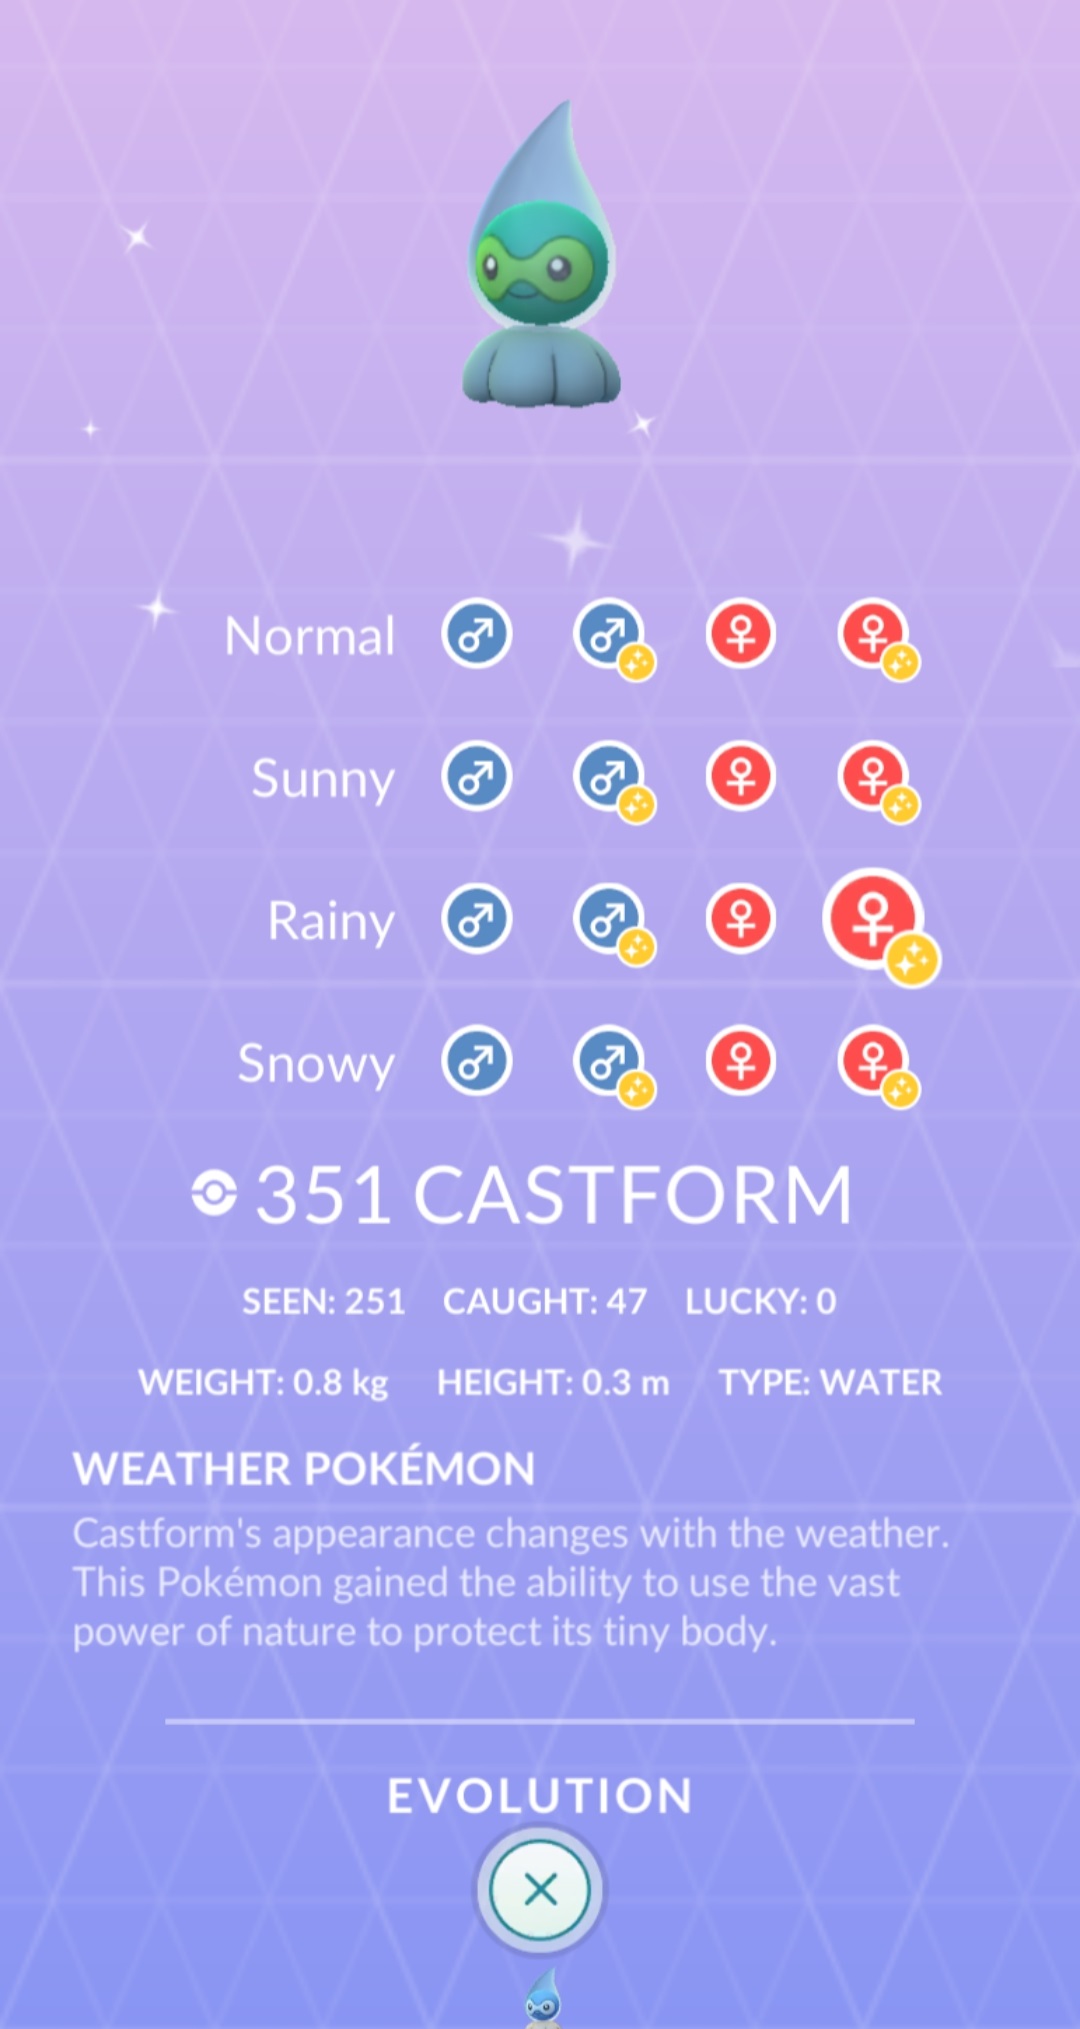 Normal
Sunny
Rainy
Snowy
351 CASTFORM
SEEN: 251 CAUGHT: 47 LUCKY: 0
WEIGHT: 0.8 kg HEIGHT: 0.3 m TYPE: WATER
WEATHER POKÉMON
Castform's appearance changes with the weather.
This Pokémon gained the ability to use the vast
power of nature to protect its tiny body.
EVOLUTION